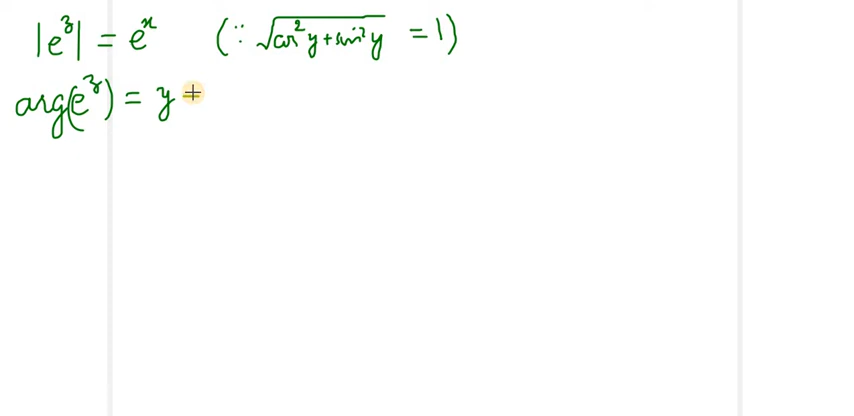 |e^z| = e^x (∵ √(cos²y + sin²y) = 1)
arg(e^z) = y +